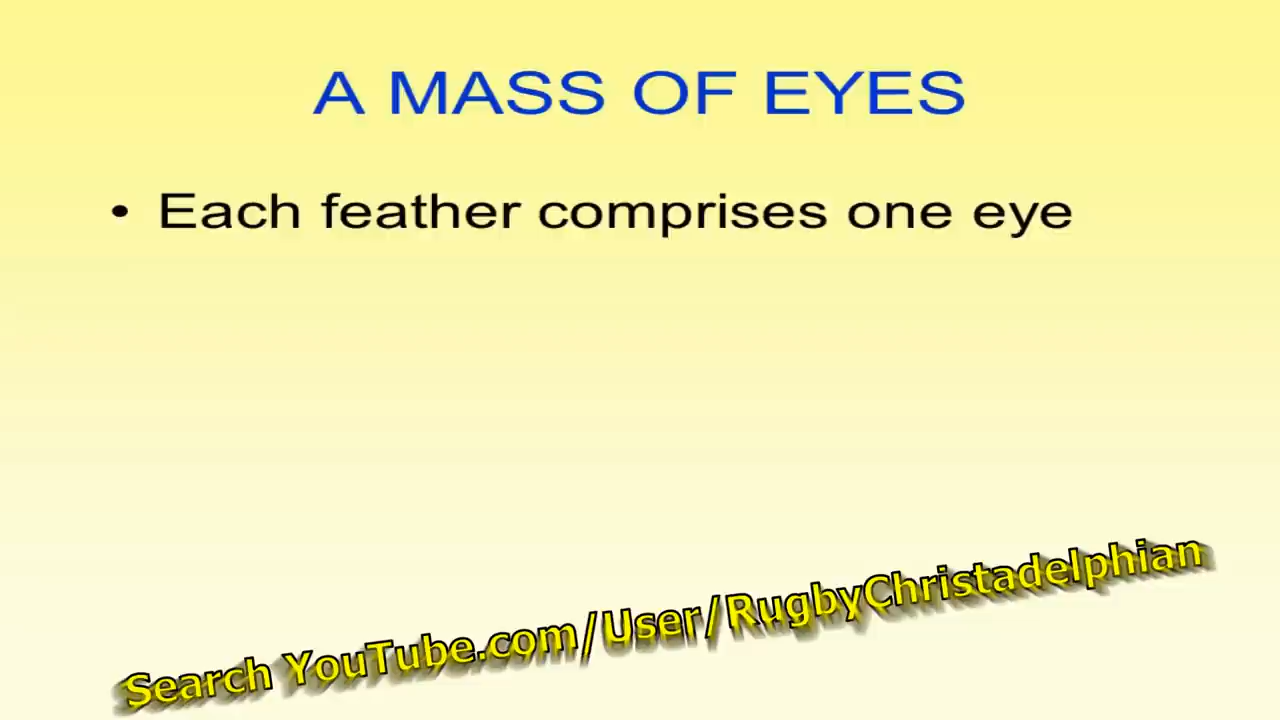 A MASS OF EYES
• Each feather comprises one eye
Search YouTube.com/User/RugbyChristadelphian